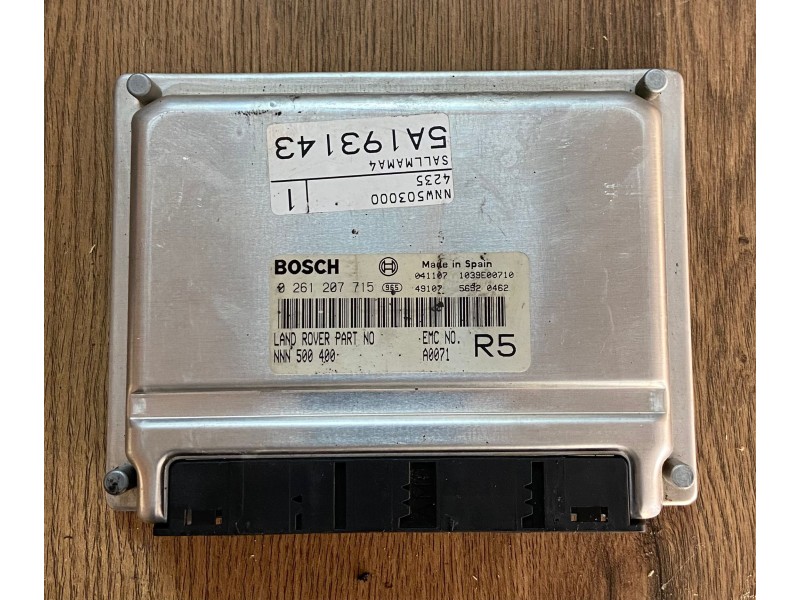 NNW503000
4235
1
SALLMAMA4
5A193143
BOSCH Made in Spain
041107 1039E00710
0 261 207 715 965 49107 5692 0462
LAND ROVER PART NO EMC NO.
NNN 500 400 A0071 R5